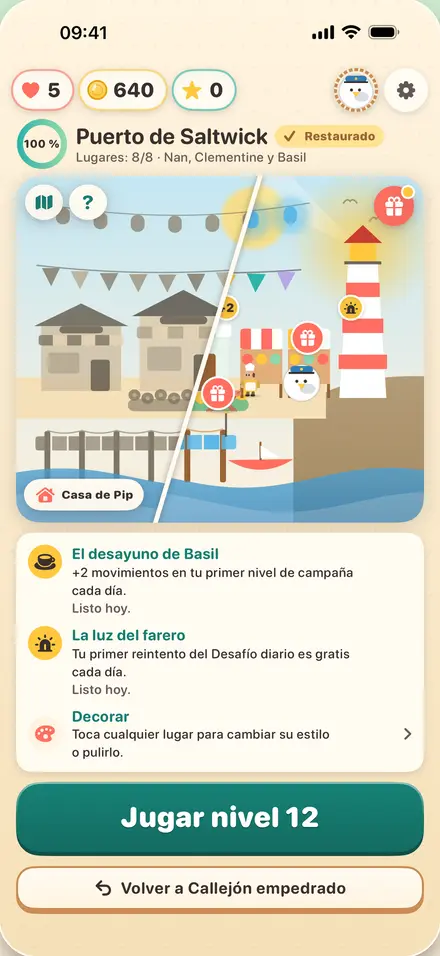 09:41
5
640
0
100 %
Puerto de Saltwick
Restaurado
Lugares: 8/8 · Nan, Clementine y Basil
?
+2
Casa de Pip
El desayuno de Basil
+2 movimientos en tu primer nivel de campaña
cada día.
Listo hoy.
La luz del farero
Tu primer reintento del Desafío diario es gratis
cada día.
Listo hoy.
Decorar
Toca cualquier lugar para cambiar su estilo
o pulirlo.
Jugar nivel 12
Volver a Callejón empedrado